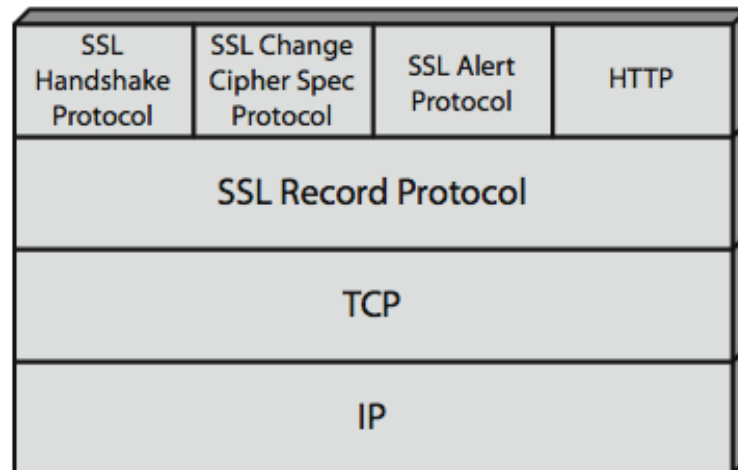 SSL
Handshake
Protocol
SSL Change
Cipher Spec
Protocol
SSL Alert
Protocol
HTTP
SSL Record Protocol
TCP
IP